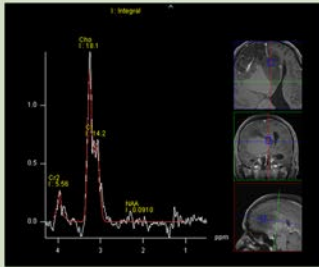 I : Integral
Cho
I : 18.1
1.0
Cr
I : 14.2
0.5
Cr2
I : 5.56
NAA
I : 0.0910
0.0
4 3 2 1 ppm